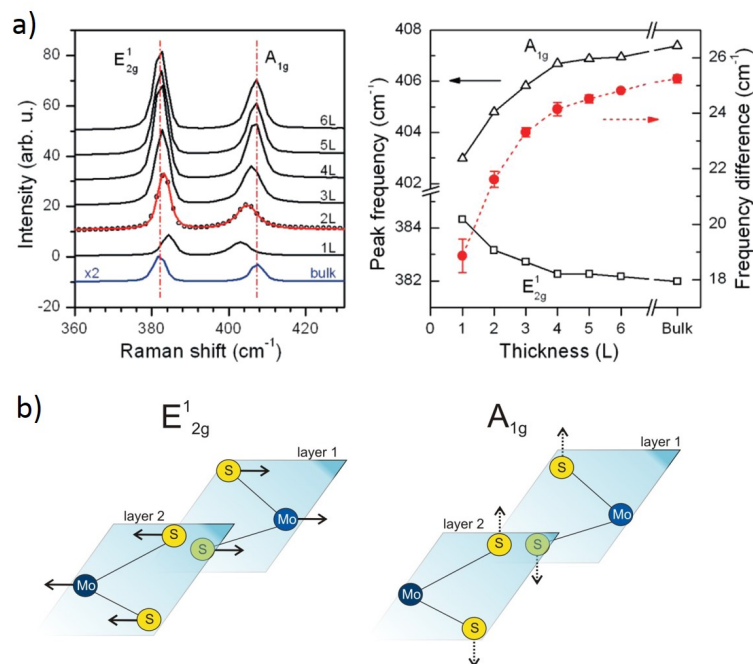 a)
E¹₂g
A₁g
80
60
40
20
0
-20
Intensity (arb. u.)
6L
5L
4L
3L
2L
1L
x2
bulk
360
380
400
420
Raman shift (cm⁻¹)
A₁g
E¹₂g
408
406
404
402
384
382
Peak frequency (cm⁻¹)
26
24
22
20
18
Frequency difference (cm⁻¹)
0
1
2
3
4
5
6
Bulk
Thickness (L)
b)
E¹₂g
layer 1
S
Mo
layer 2
S
S
Mo
S
A₁g
layer 1
S
Mo
layer 2
S
S
Mo
S